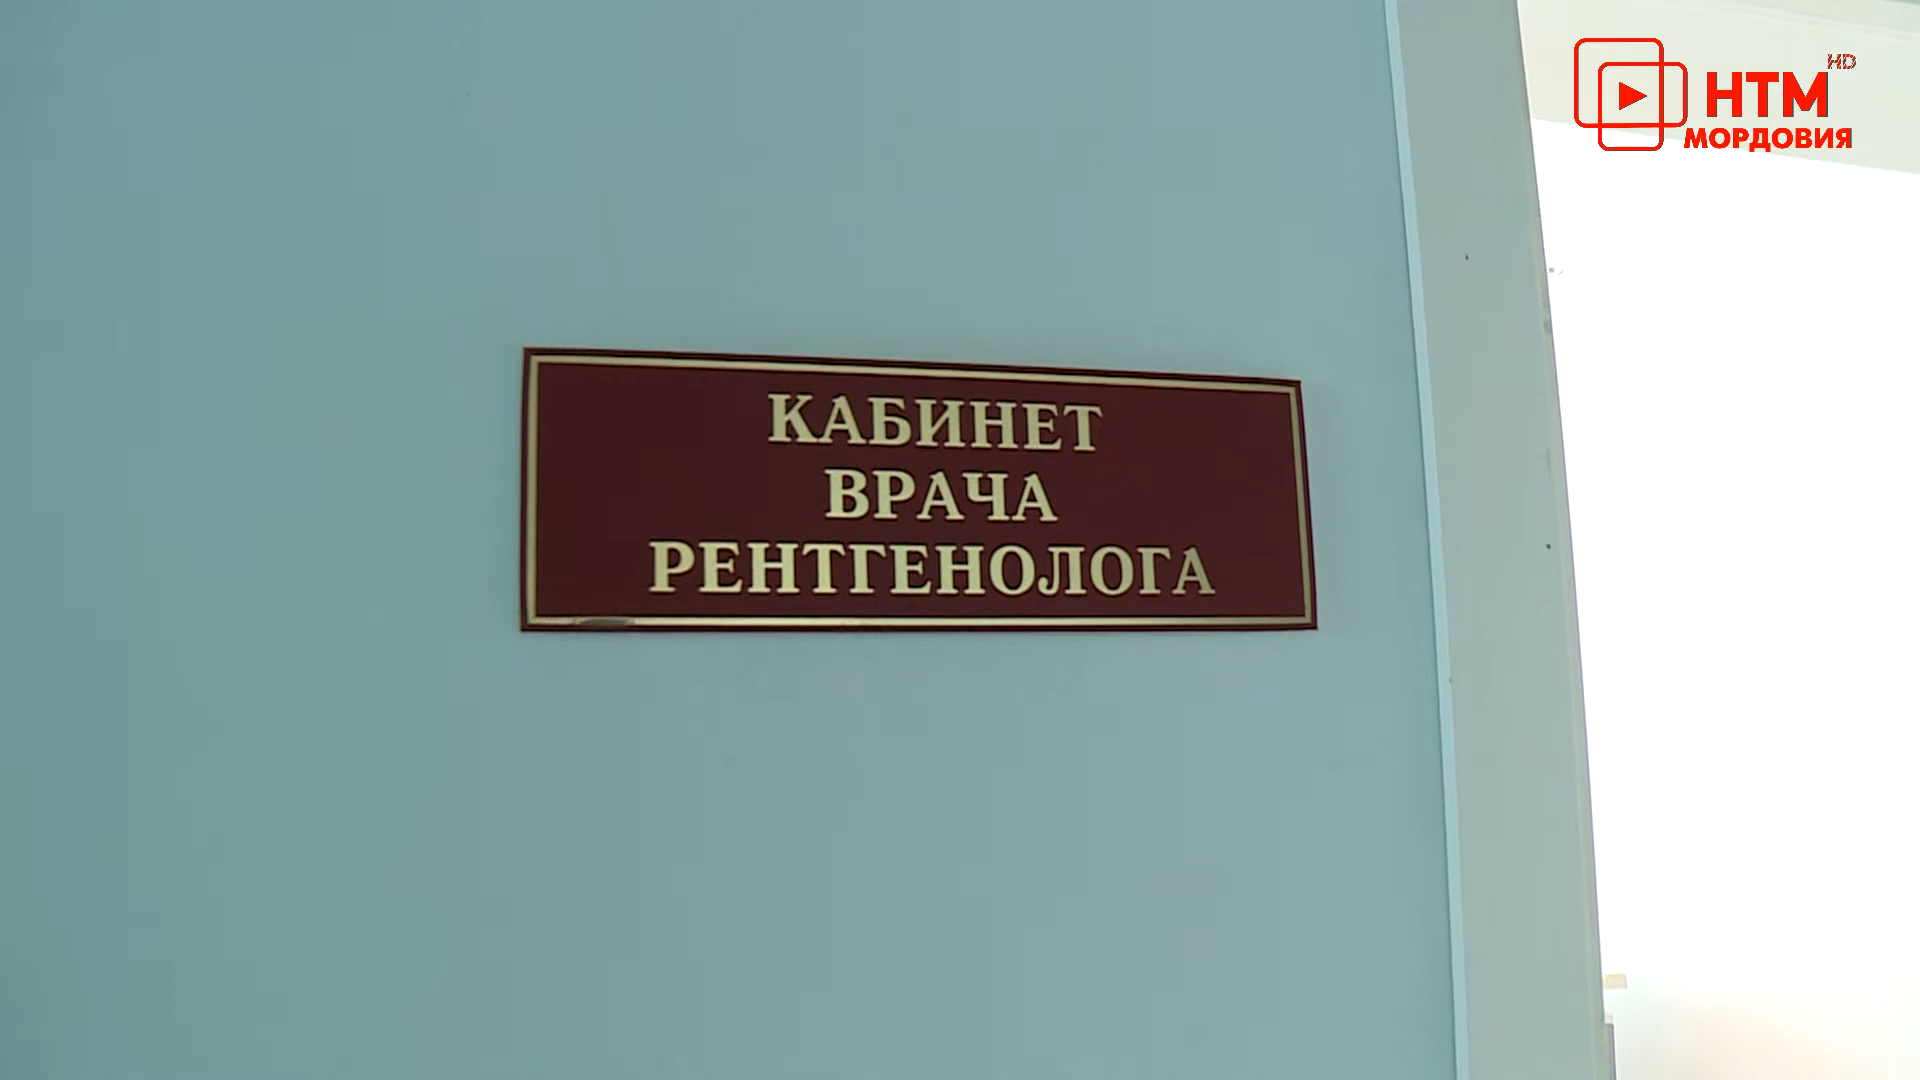 HD
НТМ
МОРДОВИЯ
КАБИНЕТ
ВРАЧА
РЕНТГЕНОЛОГА